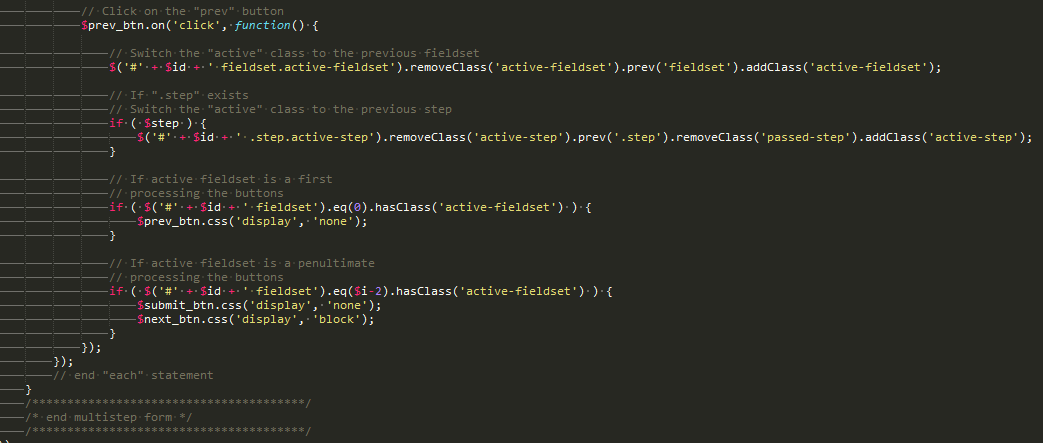 // Click on the "prev" button
$prev_btn.on('click', function() {
// Switch the "active" class to the previous fieldset
$('#' + $id + ' fieldset.active-fieldset').removeClass('active-fieldset').prev('fieldset').addClass('active-fieldset');
// If ".step" exists
// Switch the "active" class to the previous step
if ( $step ) {
$('#' + $id + ' .step.active-step').removeClass('active-step').prev('.step').removeClass('passed-step').addClass('active-step');
}
// If active fieldset is a first
// processing the buttons
if ( $('#' + $id + ' fieldset').eq(0).hasClass('active-fieldset') ) {
$prev_btn.css('display', 'none');
}
// If active fieldset is a penultimate
// processing the buttons
if ( $('#' + $id + ' fieldset').eq($i-2).hasClass('active-fieldset') ) {
$submit_btn.css('display', 'none');
$next_btn.css('display', 'block');
}
});
});
// end "each" statement
}
/***************************************/
/* end multistep form */
/***************************************/